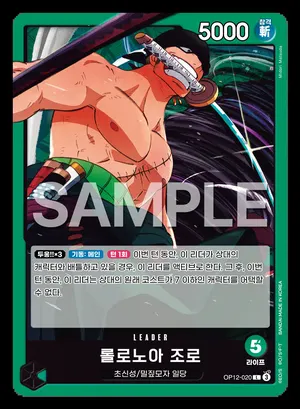 5000
참격
斬
SAMPLE
두웅!!×3 기동: 메인 턴 1회 이번 턴 동안, 이 리더가 상대의
캐릭터와 배틀하고 있을 경우, 이 리더를 액티브로 한다. 그 후, 이번
턴 동안, 이 리더는 상대의 원래 코스트가 7 이하인 캐릭터를 어택할
수 없다.
LEADER
롤로노아 조로
초신성/밀짚모자 일당
5
라이프
OP12-020 L